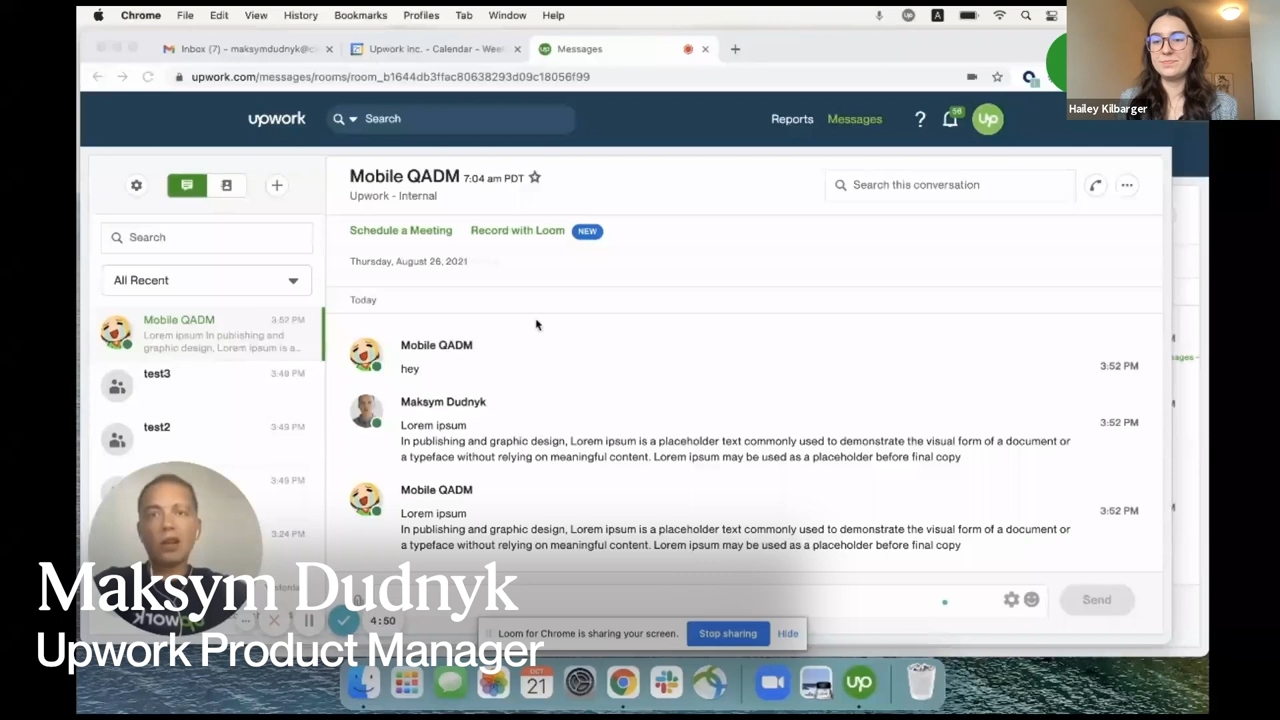 Chrome File Edit View History Bookmarks Profiles Tab Window Help
A
Inbox (7) - maksymdudnyk@
Upwork Inc. - Calendar - Wee
Messages
upwork.com/messages/rooms/room_b1644db3ffac80638293d09c18056f99
Hailey Kilbarger
upwork
Search
Reports
Messages
?
56
Up
Mobile QADM 7:04 am PDT
Upwork - Internal
Search this conversation
Schedule a Meeting
Record with Loom NEW
Thursday, August 26, 2021
Today
Search
All Recent
Mobile QADM 3:52 PM
Lorem ipsum In publishing and
graphic design, Lorem ipsum is a...
test3 3:49 PM
test2 3:49 PM
3:49 PM
3:24 PM
Mobile QADM
hey
3:52 PM
Maksym Dudnyk
Lorem ipsum
3:52 PM
In publishing and graphic design, Lorem ipsum is a placeholder text commonly used to demonstrate the visual form of a document or
a typeface without relying on meaningful content. Lorem ipsum may be used as a placeholder before final copy
Mobile QADM
Lorem ipsum
3:52 PM
In publishing and graphic design, Lorem ipsum is a placeholder text commonly used to demonstrate the visual form of a document or
a typeface without relying on meaningful content. Lorem ipsum may be used as a placeholder before final copy
Send
Maksym Dudnyk
Upwork Product Manager
4:50
Loom for Chrome is sharing your screen.
Stop sharing
Hide
OCT
21
Up